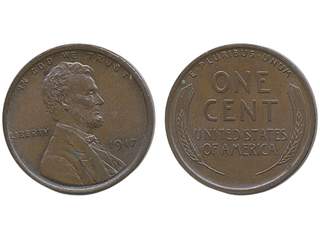 IN GOD WE TRUST
LIBERTY
1917
E·PLURIBUS·UNUM
ONE
CENT
UNITED STATES
OF AMERICA